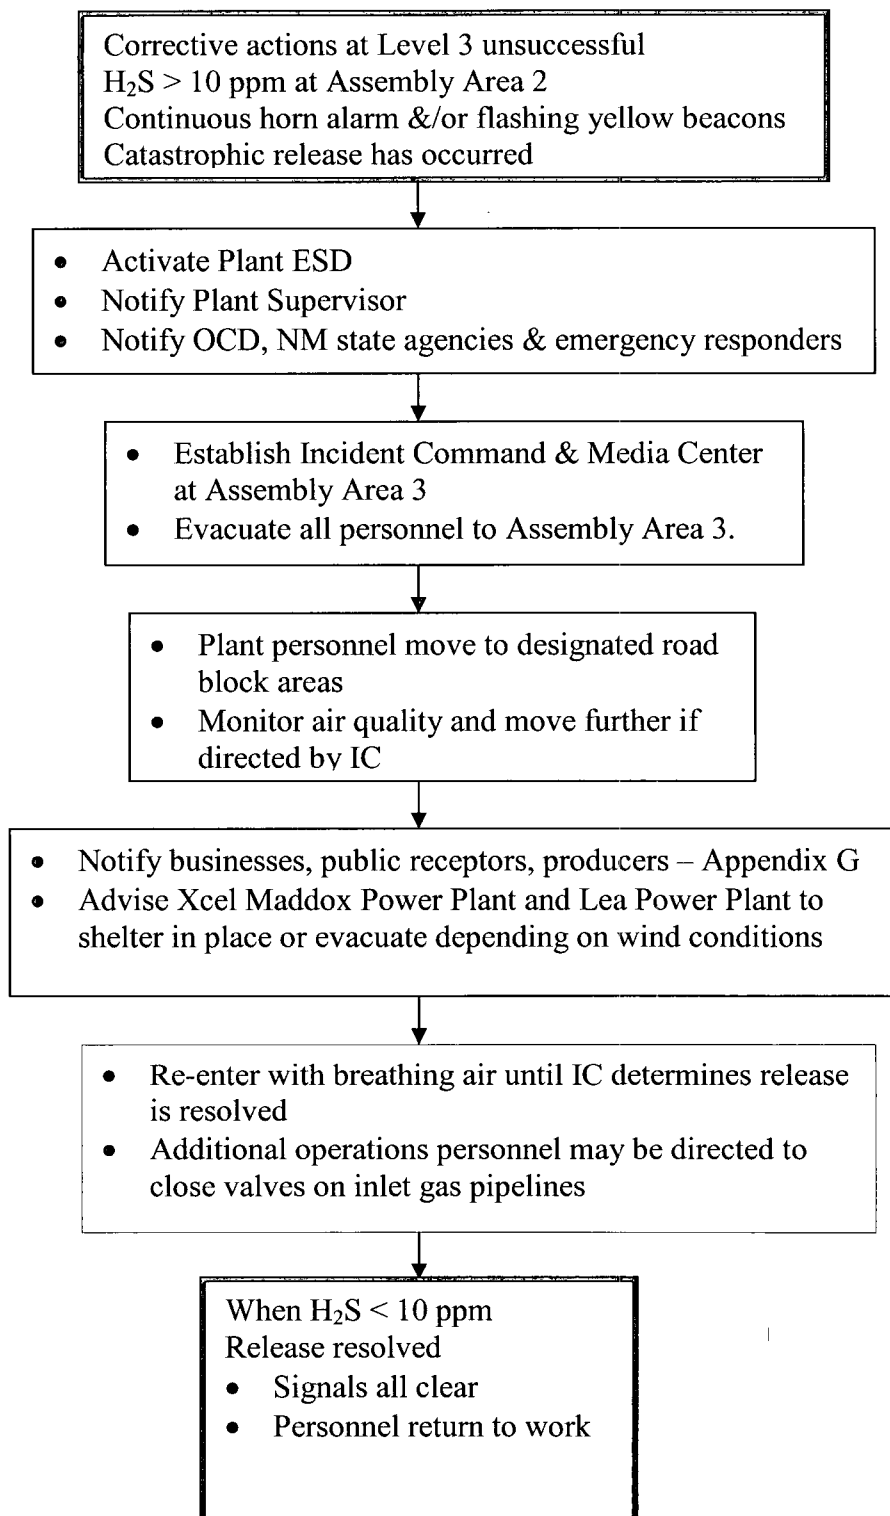 Corrective actions at Level 3 unsuccessful
H₂S > 10 ppm at Assembly Area 2
Continuous horn alarm &/or flashing yellow beacons
Catastrophic release has occurred
• Activate Plant ESD
• Notify Plant Supervisor
• Notify OCD, NM state agencies & emergency responders
• Establish Incident Command & Media Center
at Assembly Area 3
• Evacuate all personnel to Assembly Area 3.
• Plant personnel move to designated road
block areas
• Monitor air quality and move further if
directed by IC
• Notify businesses, public receptors, producers – Appendix G
• Advise Xcel Maddox Power Plant and Lea Power Plant to
shelter in place or evacuate depending on wind conditions
• Re-enter with breathing air until IC determines release
is resolved
• Additional operations personnel may be directed to
close valves on inlet gas pipelines
When H₂S < 10 ppm
Release resolved
• Signals all clear
• Personnel return to work